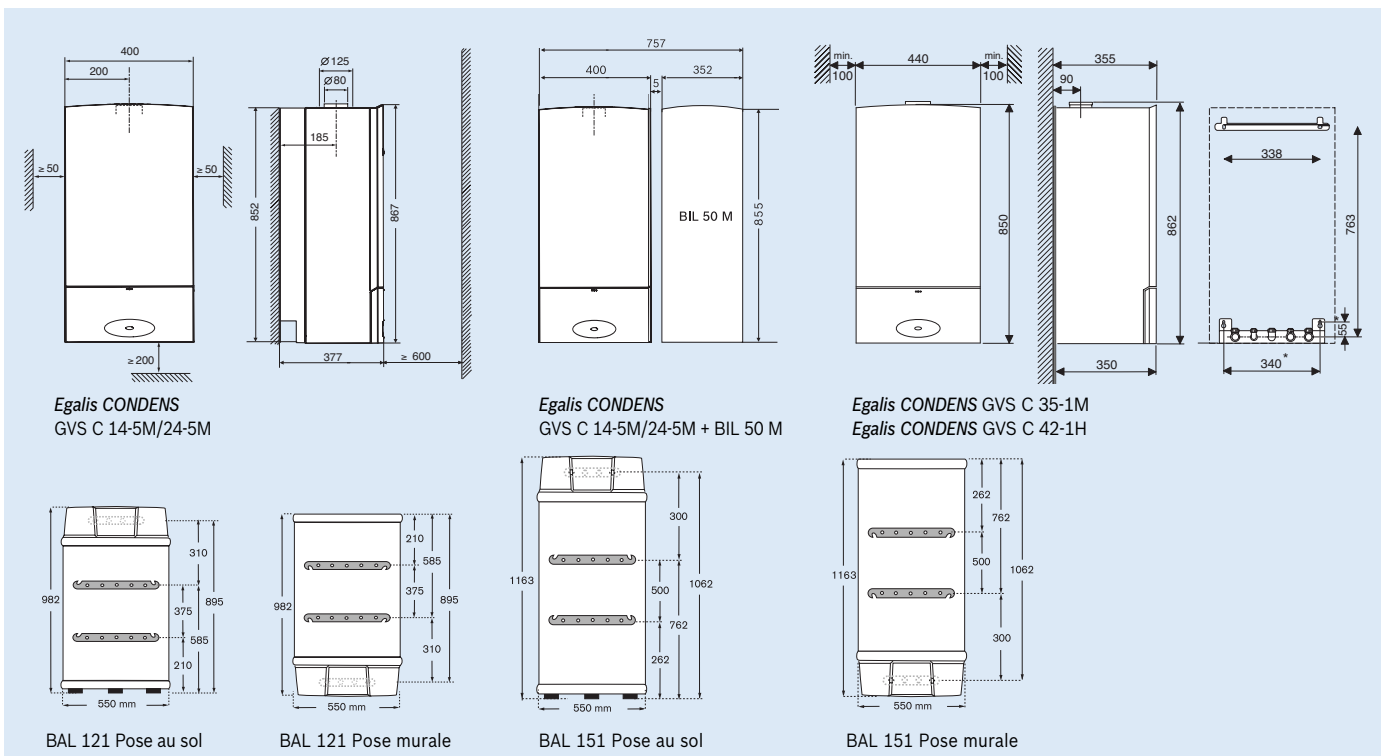 400
200
≥ 50
≥ 50
≥ 200
Ø 125
Ø 80
185
852
867
377
≥ 600
Egalis CONDENS
GVS C 14-5M/24-5M
757
400
352
5
BIL 50 M
855
Egalis CONDENS
GVS C 14-5M/24-5M + BIL 50 M
min.
100
440
min.
100
850
355
90
862
350
338
763
55*
340*
Egalis CONDENS GVS C 35-1M
Egalis CONDENS GVS C 42-1H
982
310
375
585
210
895
550 mm
BAL 121 Pose au sol
982
210
585
375
895
310
550 mm
BAL 121 Pose murale
1163
300
500
1062
762
262
550 mm
BAL 151 Pose au sol
1163
262
762
500
1062
300
550 mm
BAL 151 Pose murale